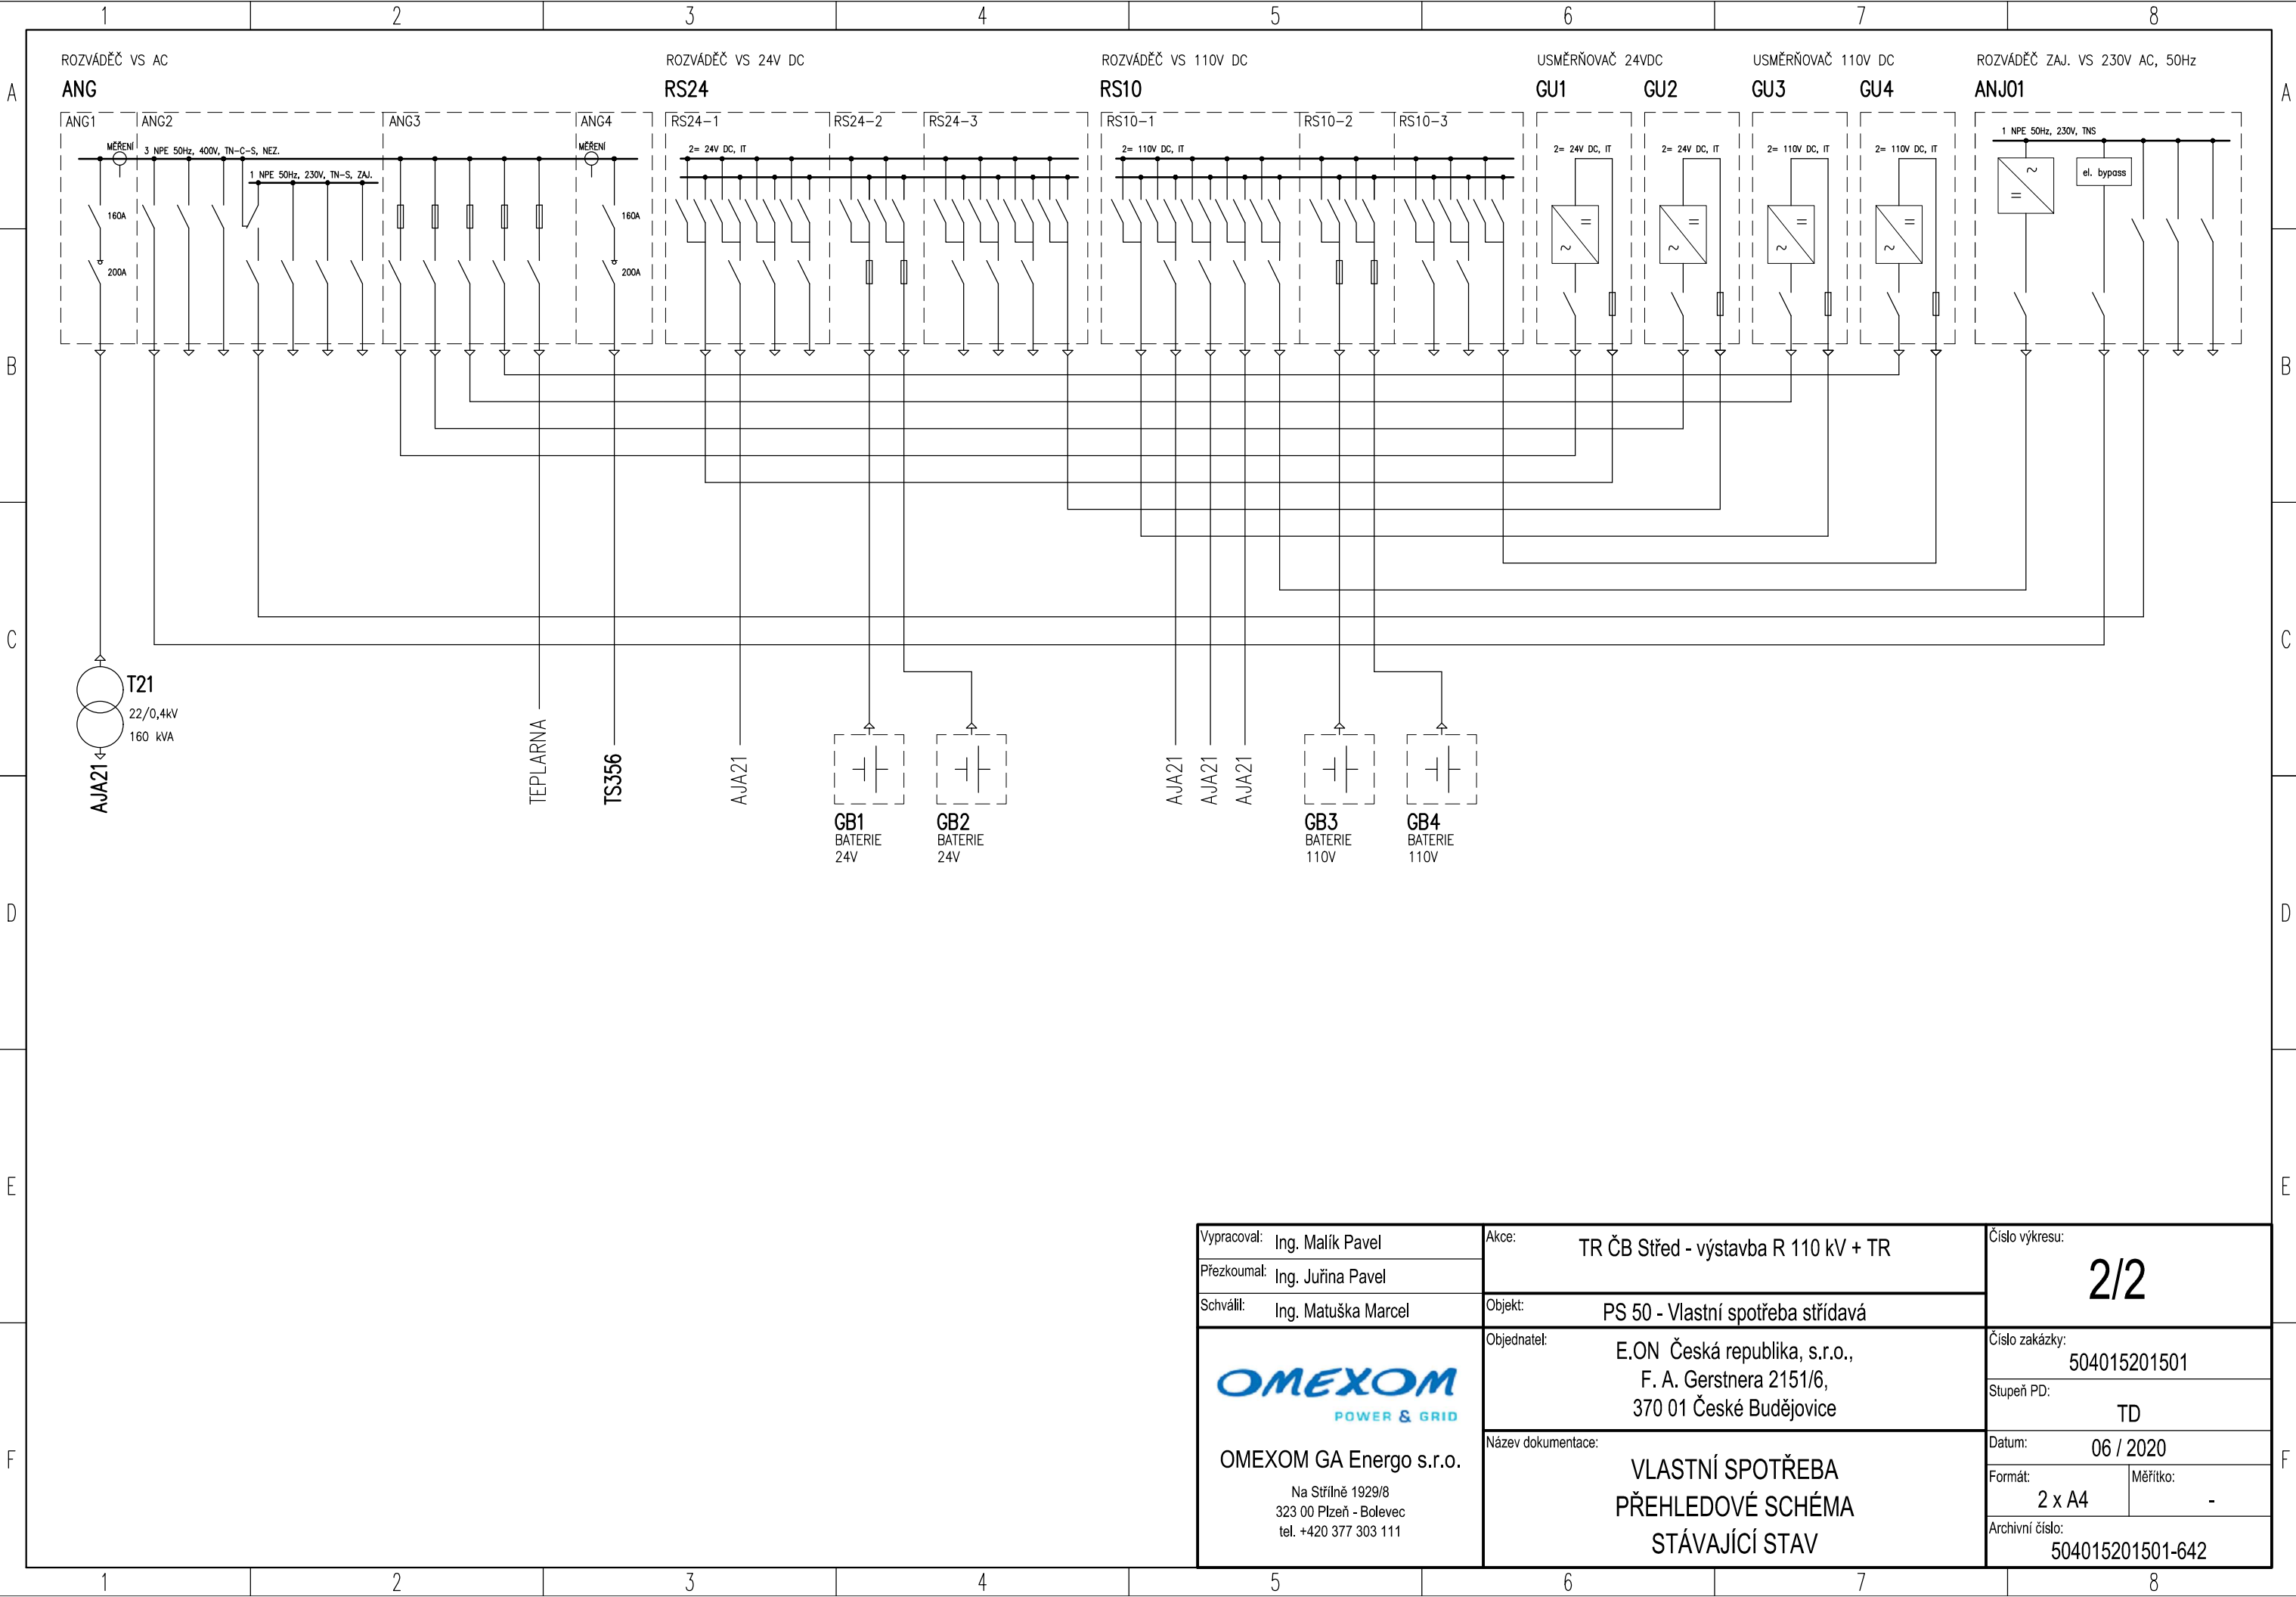 1 2 3 4 5 6 7 8
A
ROZVÁDĚČ VS AC
ANG
ROZVÁDĚČ VS 24V DC
RS24
ROZVÁDĚČ VS 110V DC
RS10
USMĚRŇOVAČ 24VDC
GU1 GU2
USMĚRŇOVAČ 110V DC
GU3 GU4
ROZVÁDĚČ ZAJ. VS 230V AC, 50Hz
ANJ01
A
ANG1
MĚŘENÍ
160A
200A
ANG2
3 NPE 50Hz, 400V, TN-C-S, NEZ.
1 NPE 50Hz, 230V, TN-S, ZAJ.
ANG3
ANG4
MĚŘENÍ
160A
200A
RS24-1
2= 24V DC, IT
RS24-2
RS24-3
RS10-1
2= 110V DC, IT
RS10-2
RS10-3
2= 24V DC, IT
=
~
2= 24V DC, IT
=
~
2= 110V DC, IT
=
~
2= 110V DC, IT
=
~
1 NPE 50Hz, 230V, TNS
~
=
el. bypass
B
B
C
C
T21
22/0,4kV
160 kVA
AJA21
TEPLARNA
TS356
AJA21
GB1
BATERIE
24V
GB2
BATERIE
24V
AJA21
AJA21
AJA21
GB3
BATERIE
110V
GB4
BATERIE
110V
D
D
E
E
F
F
Vypracoval: Ing. Malík Pavel
Přezkoumal: Ing. Juřina Pavel
Schválil: Ing. Matuška Marcel
OMEXOM
POWER & GRID
OMEXOM GA Energo s.r.o.
Na Střílně 1929/8
323 00 Plzeň - Bolevec
tel. +420 377 303 111
Akce: TR ČB Střed - výstavba R 110 kV + TR
Objekt: PS 50 - Vlastní spotřeba střídavá
Objednatel:
E.ON Česká republika, s.r.o.,
F. A. Gerstnera 2151/6,
370 01 České Budějovice
Název dokumentace:
VLASTNÍ SPOTŘEBA
PŘEHLEDOVÉ SCHÉMA
STÁVAJÍCÍ STAV
Číslo výkresu:
2/2
Číslo zakázky:
504015201501
Stupeň PD:
TD
Datum: 06 / 2020
Formát: Měřítko:
2 x A4 -
Archivní číslo:
504015201501-642
1 2 3 4 5 6 7 8